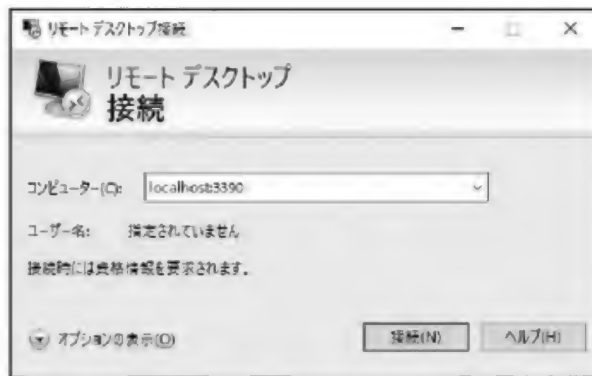 リモート デスクトップ接続
リモート デスクトップ
接続
コンピューター(C): localhost:3390
ユーザー名: 指定されていません
接続時には資格情報を要求されます。
オプションの表示(O) 接続(N) ヘルプ(H)